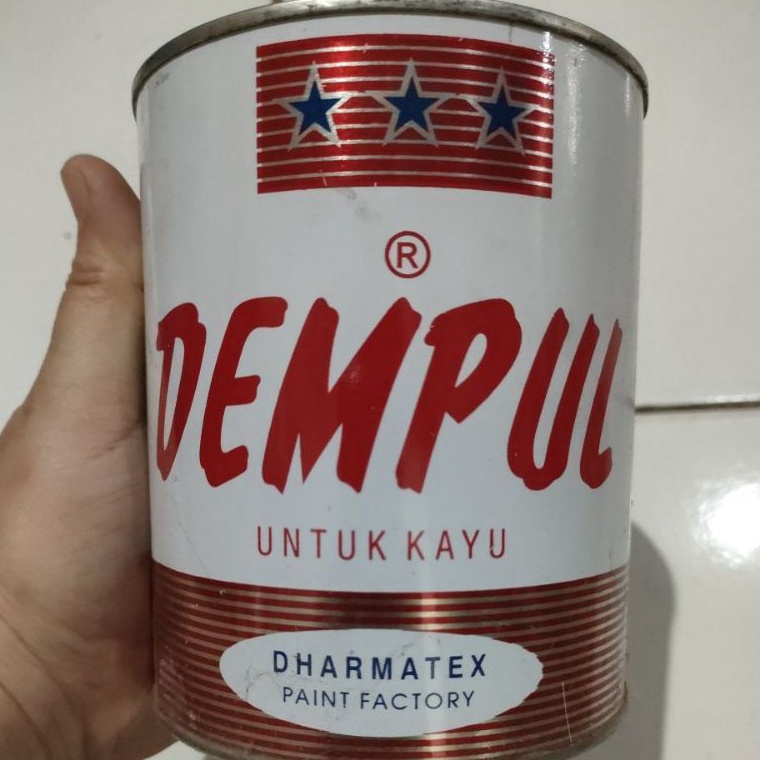 ®
DEMPUL
UNTUK KAYU
DHARMATEX
PAINT FACTORY